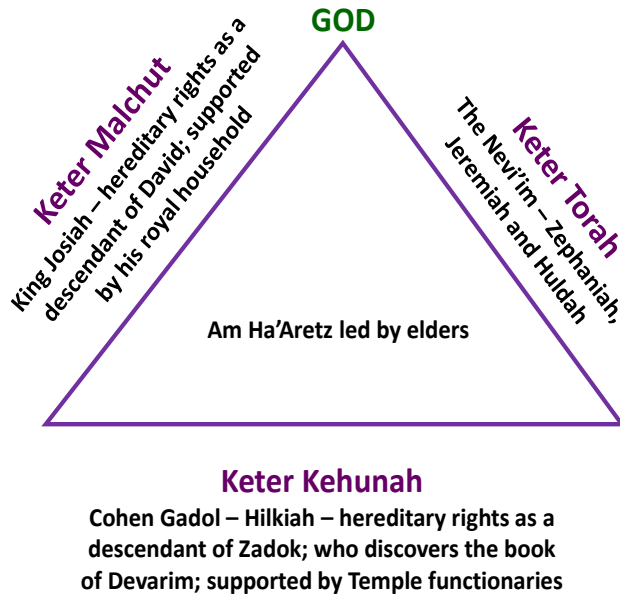 GOD
Keter Malchut
King Josiah – hereditary rights as a
descendant of David; supported
by his royal household
Keter Torah
The Nevi’im – Zephaniah,
Jeremiah and Huldah
Am Ha’Aretz led by elders
Keter Kehunah
Cohen Gadol – Hilkiah – hereditary rights as a
descendant of Zadok; who discovers the book
of Devarim; supported by Temple functionaries